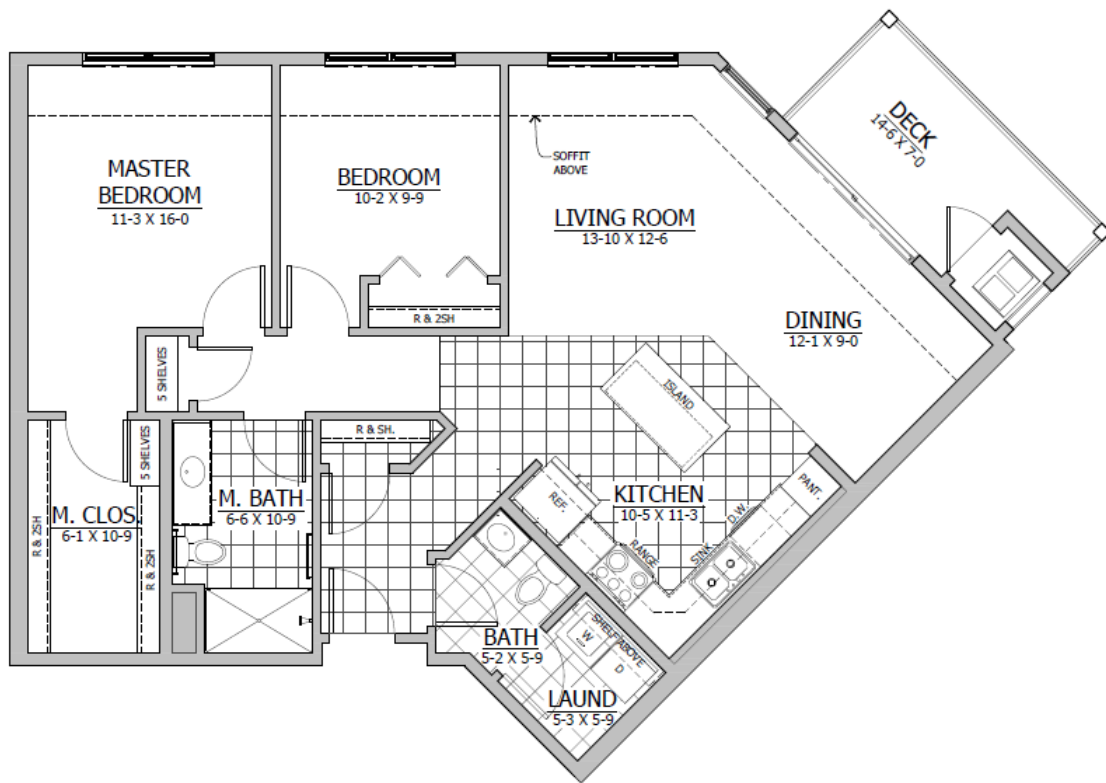 MASTER
BEDROOM
11-3 X 16-0
BEDROOM
10-2 X 9-9
R & 2SH
SOFFIT
ABOVE
LIVING ROOM
13-10 X 12-6
DECK
14-6 X 7-0
DINING
12-1 X 9-0
5 SHELVES
ISLAND
R & SH.
5 SHELVES
M. CLOS.
6-1 X 10-9
R & 2SH
R & 2SH
M. BATH
6-6 X 10-9
REF.
KITCHEN
10-5 X 11-3
RANGE
SINK
D.W.
PANT.
BATH
5-2 X 5-9
SHELF ABOVE
W
D
LAUND
5-3 X 5-9